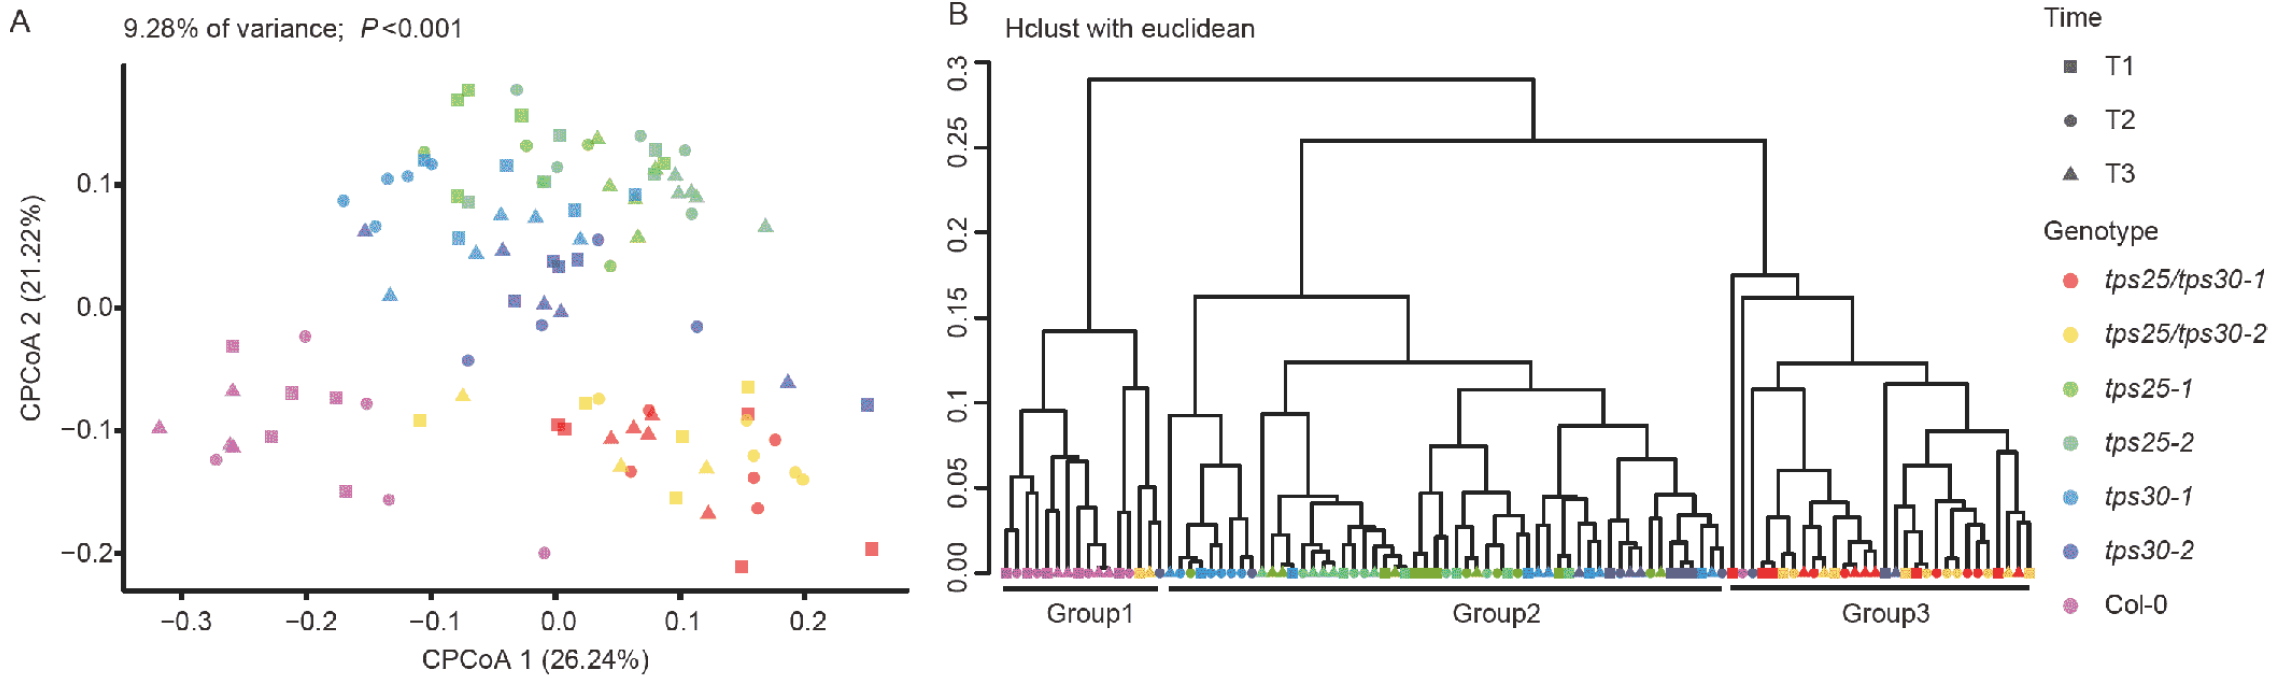 A
9.28% of variance; P<0.001
CPCoA 2 (21.22%)
0.1
0.0
−0.1
−0.2
−0.3
−0.2
−0.1
0.0
0.1
0.2
CPCoA 1 (26.24%)
B
Hclust with euclidean
0.3
0.25
0.2
0.15
0.1
0.05
0.00
Group1
Group2
Group3
Time
T1
T2
T3
Genotype
tps25/tps30-1
tps25/tps30-2
tps25-1
tps25-2
tps30-1
tps30-2
Col-0